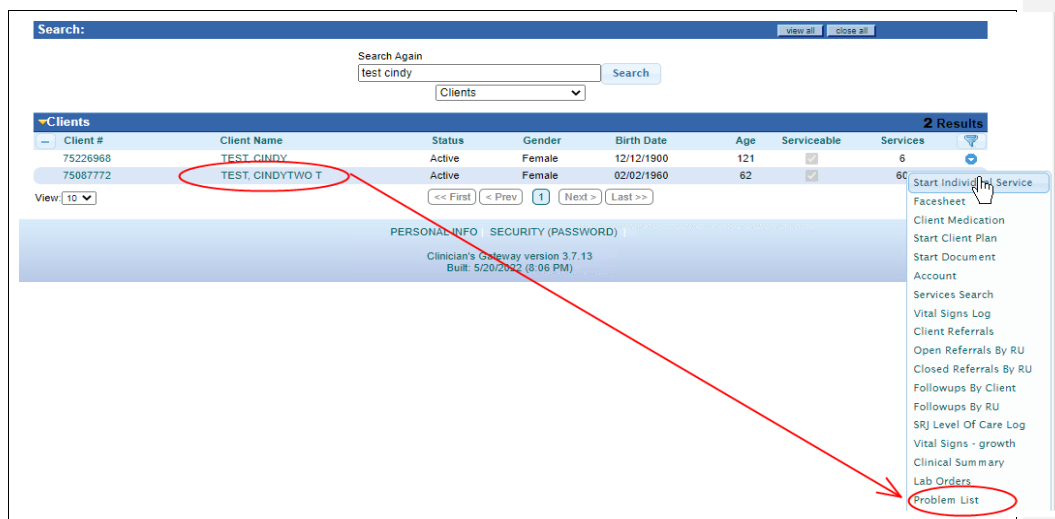 Search:
view all close all
Search Again
test cindy Search
Clients
Clients 2 Results
Client # Client Name Status Gender Birth Date Age Serviceable Services
75226968 TEST, CINDY Active Female 12/12/1900 121 6
75087772 TEST, CINDYTWO T Active Female 02/02/1960 62 60
View: 10 << First < Prev 1 Next > Last >>
PERSONAL INFO | SECURITY (PASSWORD) |
Clinician's Gateway version 3.7.13
Built: 5/20/2022 (8:06 PM)
Start Individual Service
Facesheet
Client Medication
Start Client Plan
Start Document
Account
Services Search
Vital Signs Log
Client Referrals
Open Referrals By RU
Closed Referrals By RU
Followups By Client
Followups By RU
SRJ Level Of Care Log
Vital Signs - growth
Clinical Summary
Lab Orders
Problem List